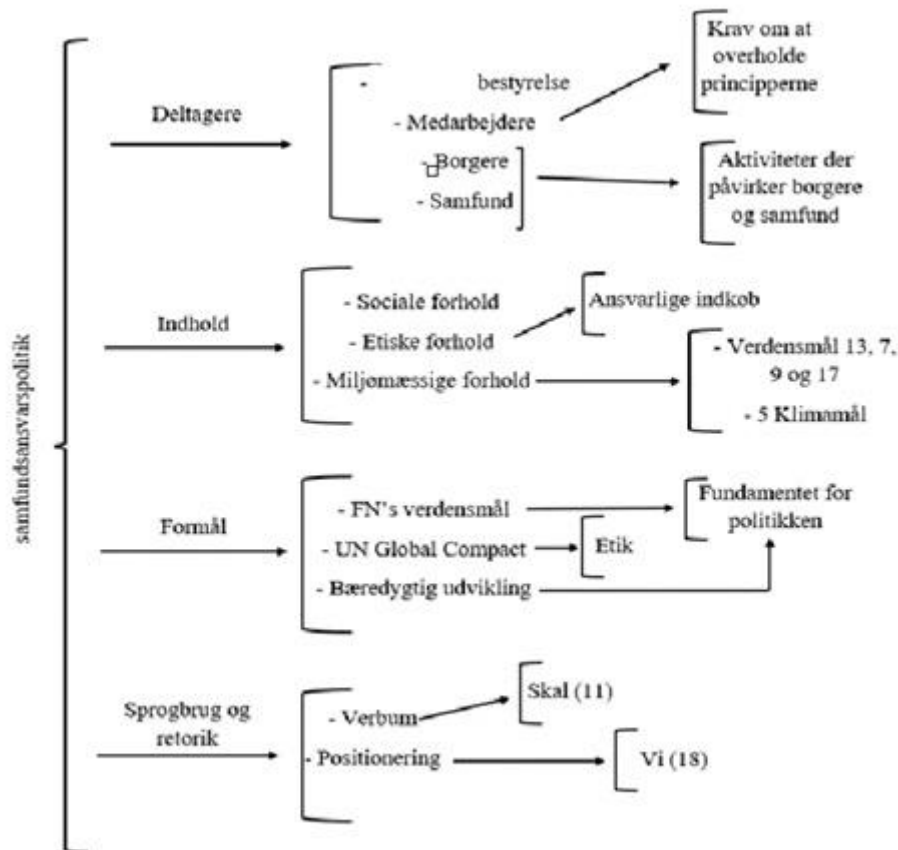 samfundsansvarspolitik
Deltagere
-
bestyrelse
- Medarbejdere
- Borgere
- Samfund
Krav om at
overholde
principperne
Aktiviteter der
påvirker borgere
og samfund
Indhold
- Sociale forhold
- Etiske forhold
- Miljømæssige forhold
Ansvarlige indkøb
- Verdensmål 13, 7,
9 og 17
- 5 Klimamål
Formål
- FN's verdensmål
- UN Global Compact
- Bæredygtig udvikling
Fundamentet for
politikken
Etik
Sprogbrug og
retorik
- Verbum
- Positionering
Skal (11)
Vi (18)